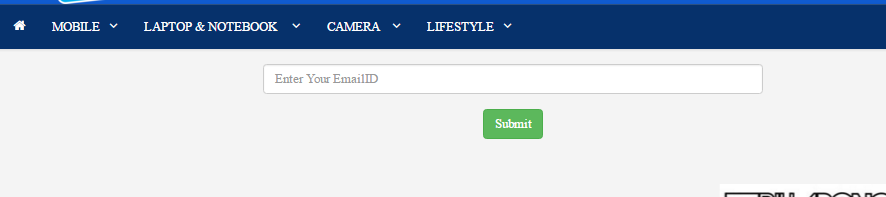 MOBILE
LAPTOP & NOTEBOOK
CAMERA
LIFESTYLE
Enter Your EmailID
Submit